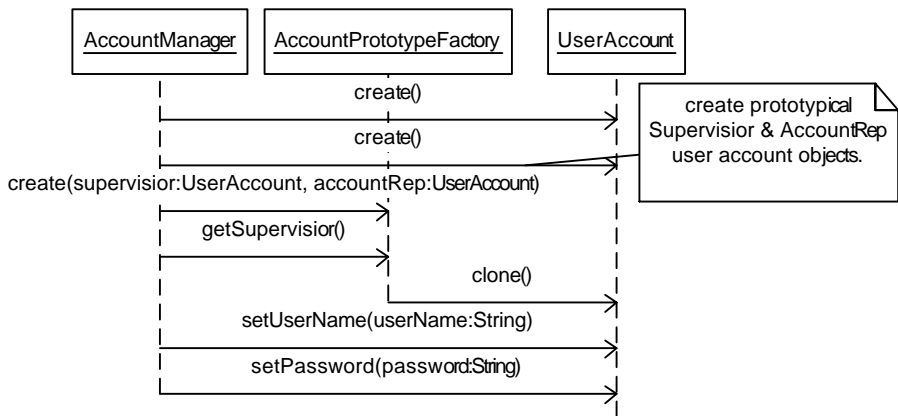 AccountManager
AccountPrototypeFactory
UserAccount
create()
create()
create prototypical
Supervisior & AccountRep
user account objects.
create(supervisior:UserAccount, accountRep:UserAccount)
getSupervisior()
clone()
setUserName(userName:String)
setPassword(password:String)